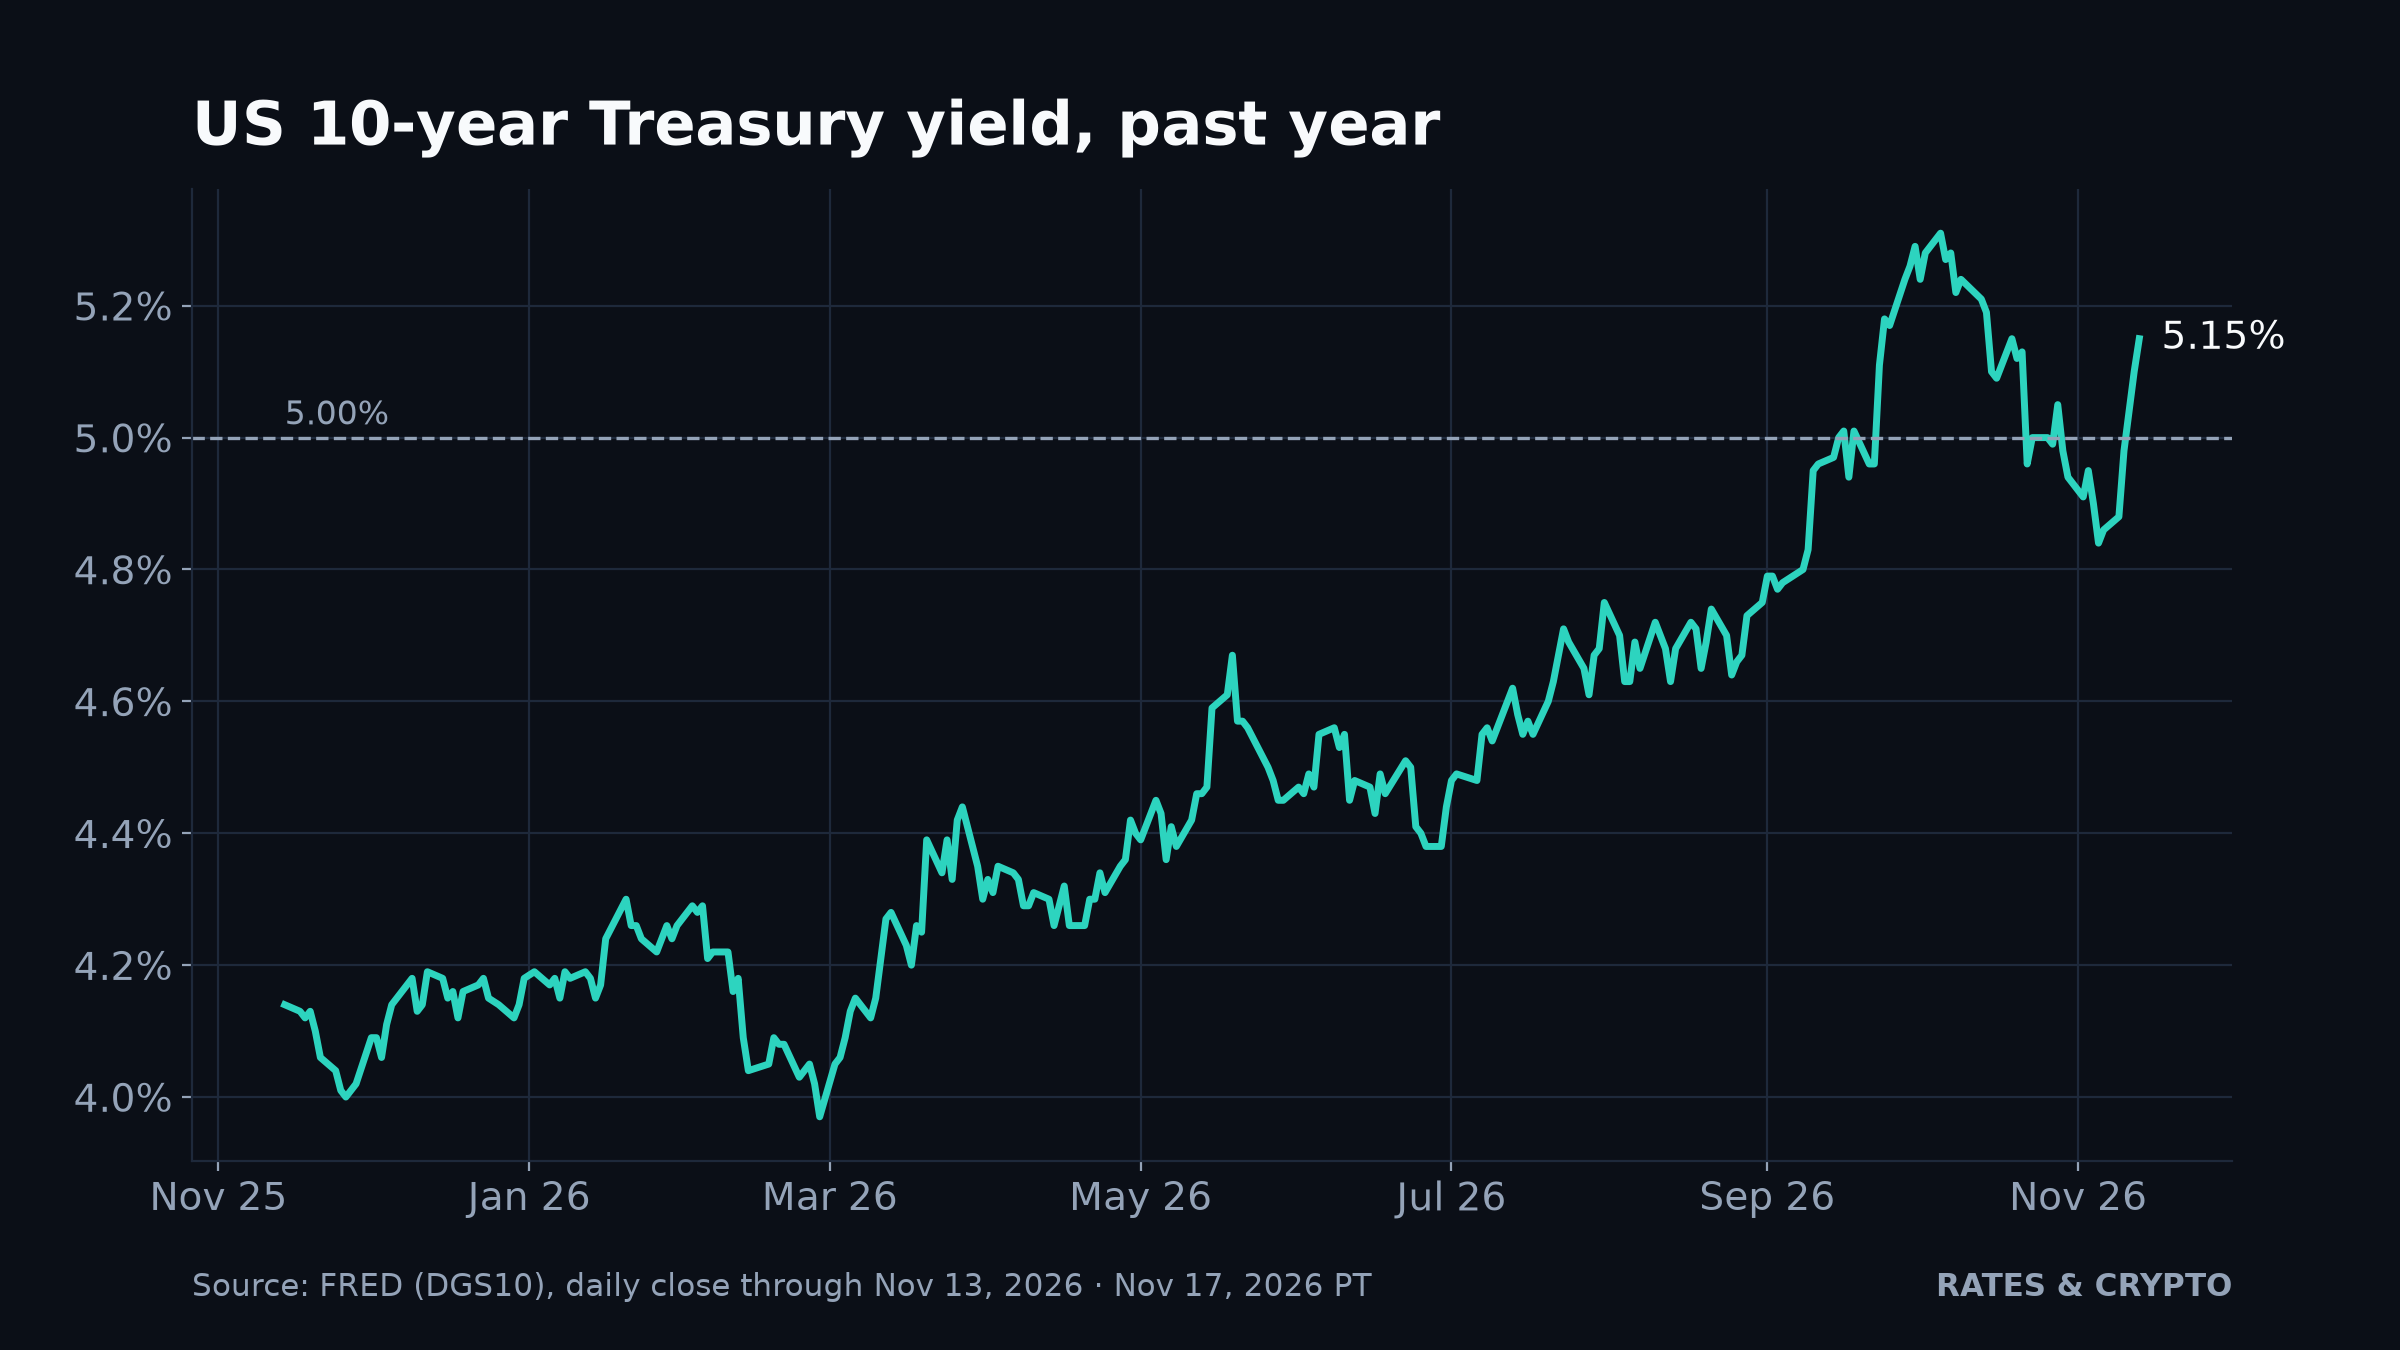 US 10-year Treasury yield, past year
5.2%
5.15%
5.00%
5.0%
4.8%
4.6%
4.4%
4.2%
4.0%
Nov 25 Jan 26 Mar 26 May 26 Jul 26 Sep 26 Nov 26
Source: FRED (DGS10), daily close through Nov 13, 2026 · Nov 17, 2026 PT
RATES & CRYPTO